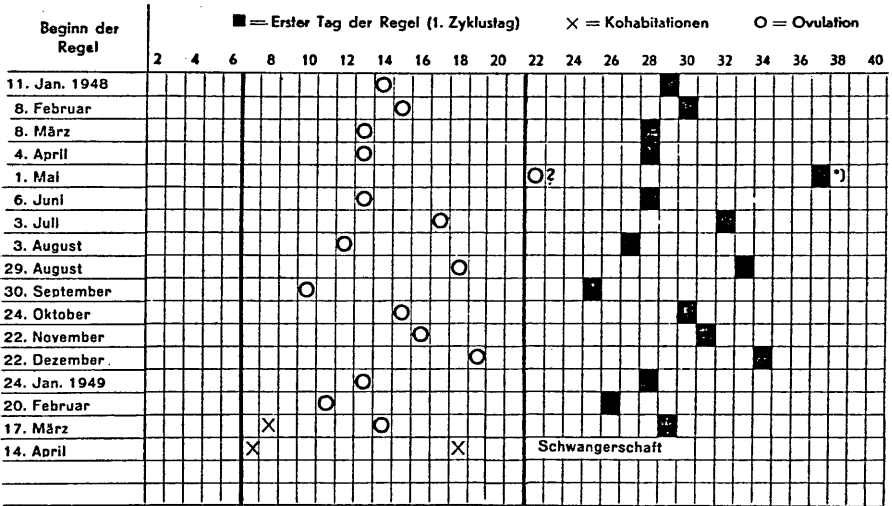 Beginn der Regel
■ = Erster Tag der Regel (1. Zyklustag) × = Kohabitationen O = Ovulation
2 4 6 8 10 12 14 16 18 20 22 24 26 28 30 32 34 36 38 40
11. Jan. 1948
8. Februar
8. März
4. April
1. Mai O? ■ *)
6. Juni
3. Juli
3. August
29. August
30. September
24. Oktober
22. November
22. Dezember
24. Jan. 1949
20. Februar
17. März
14. April Schwangerschaft